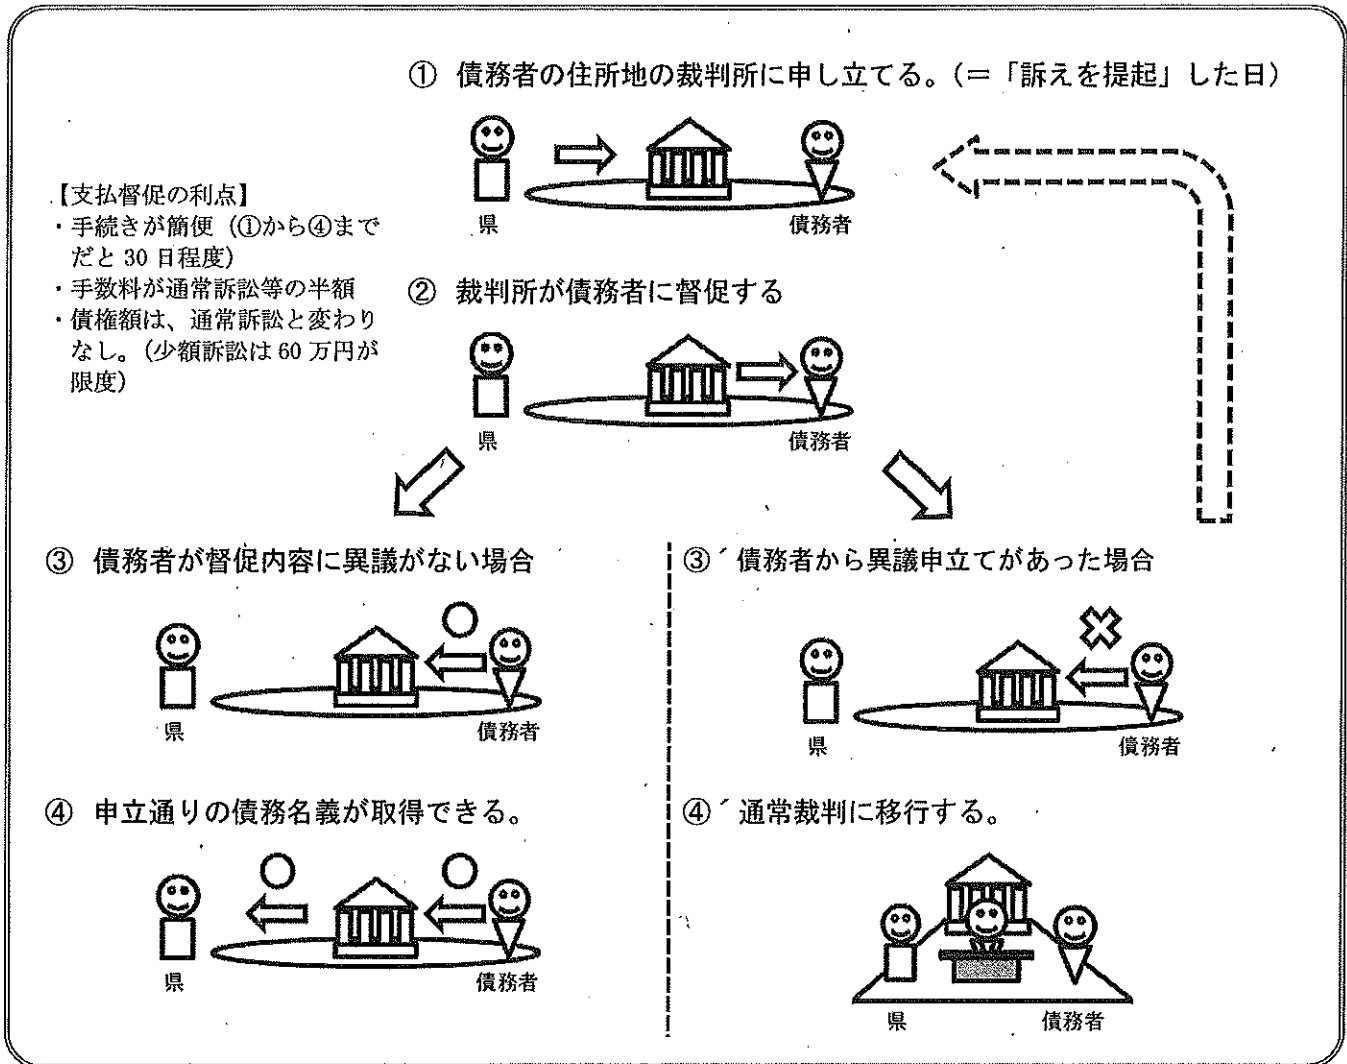 ① 債務者の住所地の裁判所に申し立てる。(=「訴えを提起」した日)
県
債務者
【支払督促の利点】
・手続きが簡便(①から④まで
だと 30 日程度)
・手数料が通常訴訟等の半額
・債権額は、通常訴訟と変わり
なし。(少額訴訟は 60 万円が
限度)
② 裁判所が債務者に督促する
県
債務者
③ 債務者が督促内容に異議がない場合
県
債務者
④ 申立通りの債務名義が取得できる。
県
債務者
③´債務者から異議申立てがあった場合
県
債務者
④´通常裁判に移行する。
県
債務者